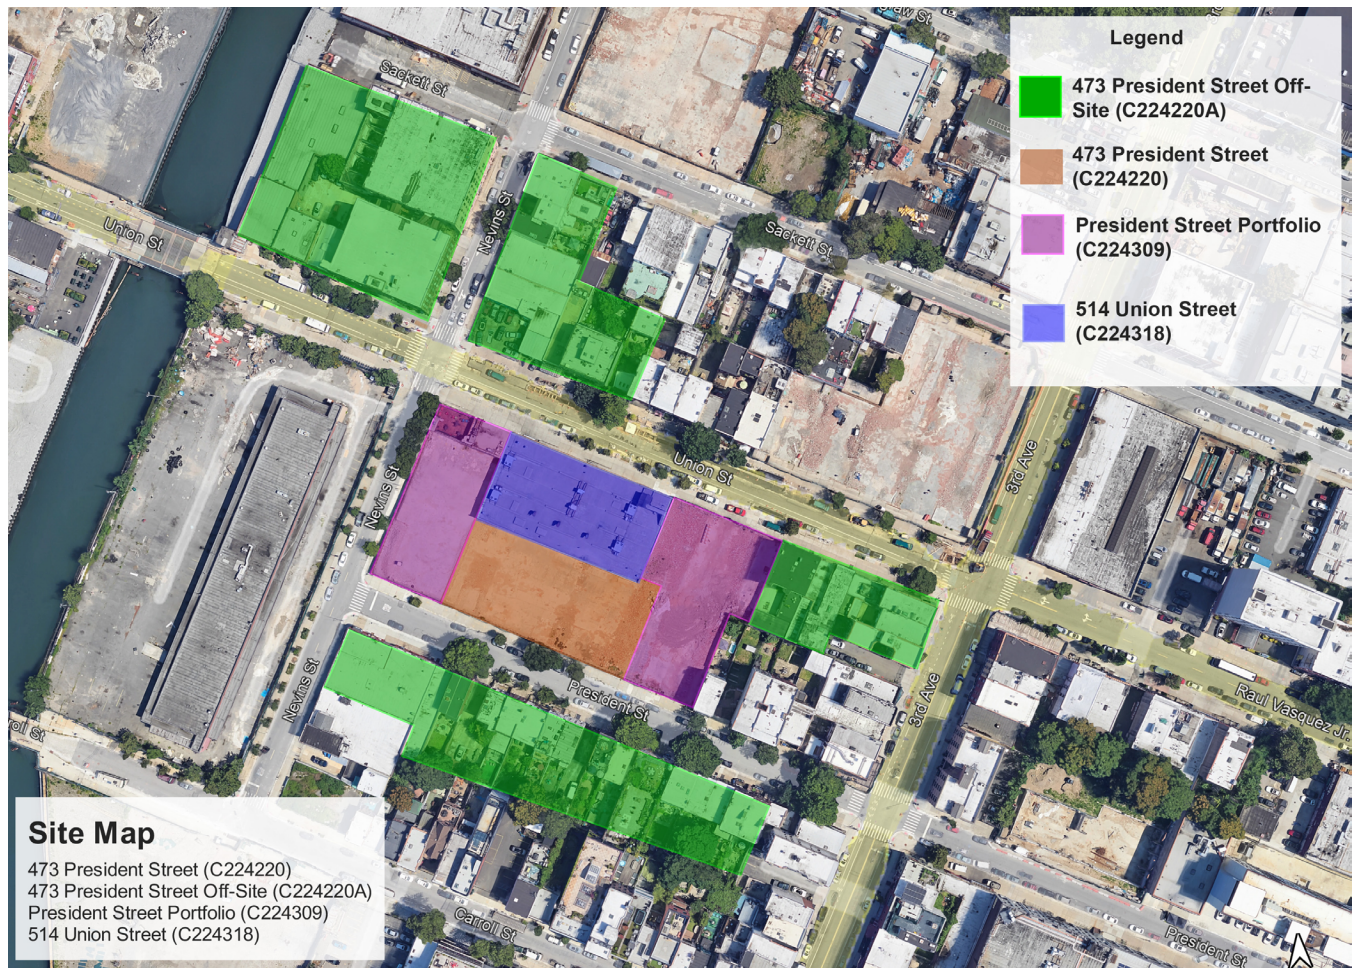 Legend
473 President Street Off-
Site (C224220A)
473 President Street
(C224220)
President Street Portfolio
(C224309)
514 Union Street
(C224318)
Sackett St
Nevins St
Union St
Sackett St
Union St
3rd Ave
Nevins St
Nevins St
President St
3rd Ave
Raul Vasquez Jr.
Carroll St
President St
Site Map
473 President Street (C224220)
473 President Street Off-Site (C224220A)
President Street Portfolio (C224309)
514 Union Street (C224318)